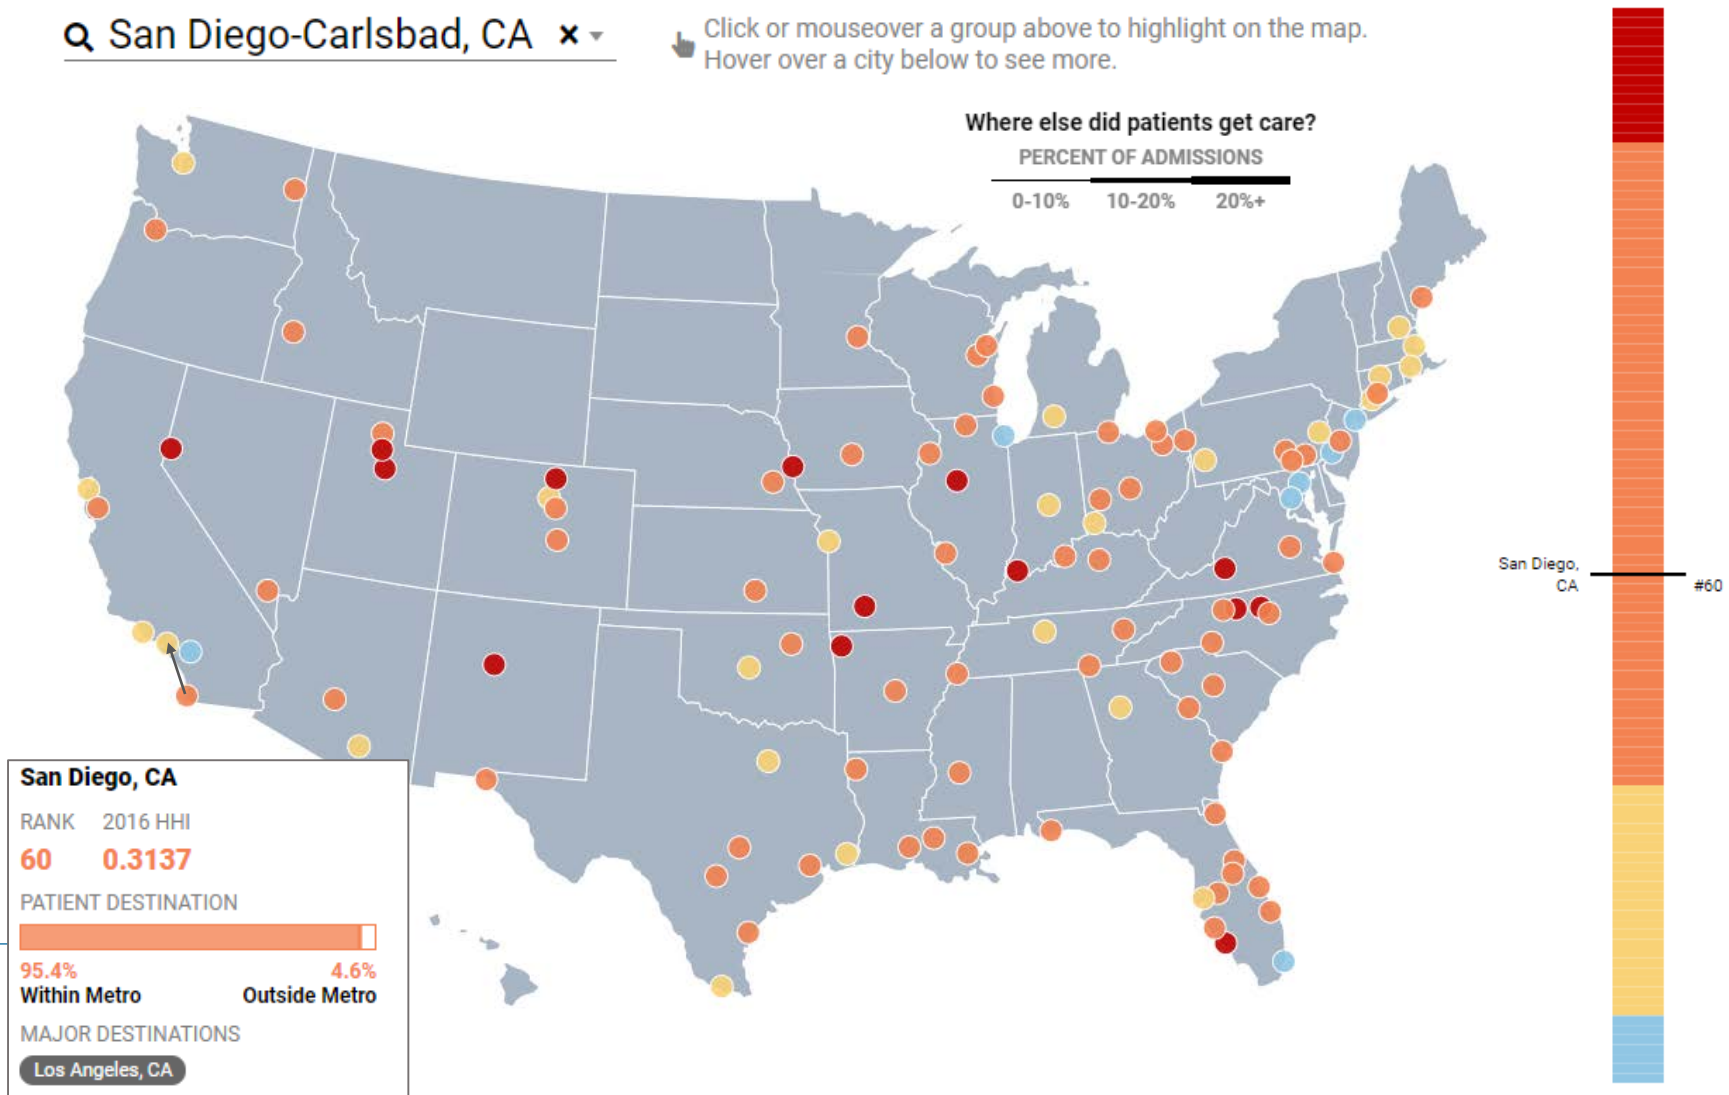 San Diego-Carlsbad, CA
Click or mouseover a group above to highlight on the map.
Hover over a city below to see more.
Where else did patients get care?
PERCENT OF ADMISSIONS
0-10% 10-20% 20%+
San Diego,
CA
#60
San Diego, CA
RANK 2016 HHI
60 0.3137
PATIENT DESTINATION
95.4% 4.6%
Within Metro Outside Metro
MAJOR DESTINATIONS
Los Angeles, CA